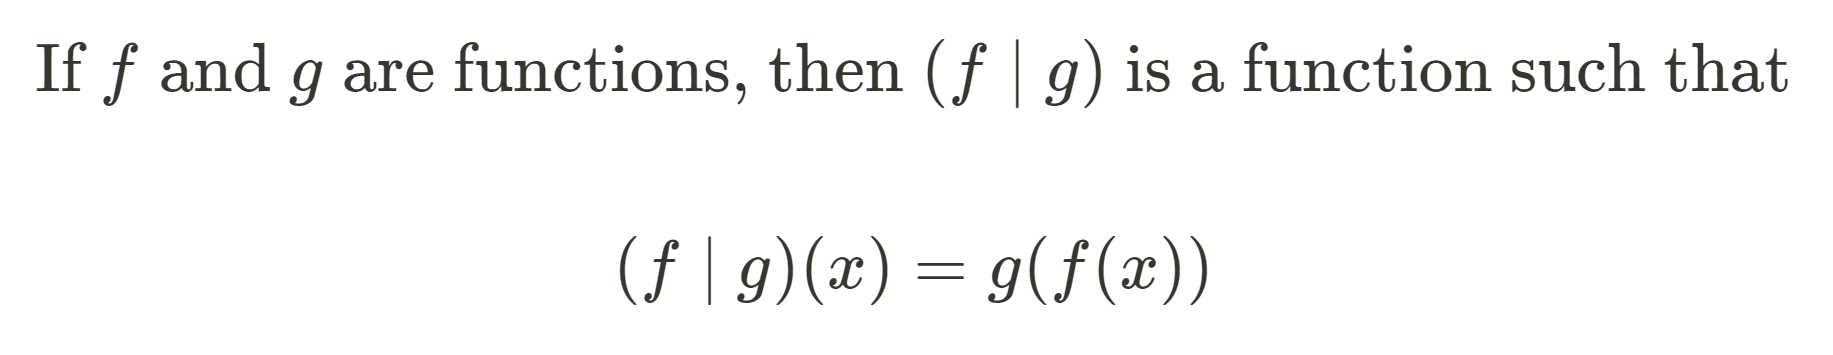 If f and g are functions, then (f | g) is a function such that
(f | g)(x) = g(f(x))